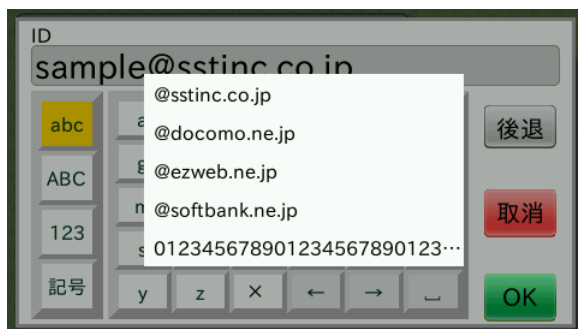 ID
sample@sstinc.co.jp
@sstinc.co.jp
@docomo.ne.jp
@ezweb.ne.jp
@softbank.ne.jp
012345678901234567890123…
abc
ABC
123
記号
y z × ← → ⎵
後退
取消
OK